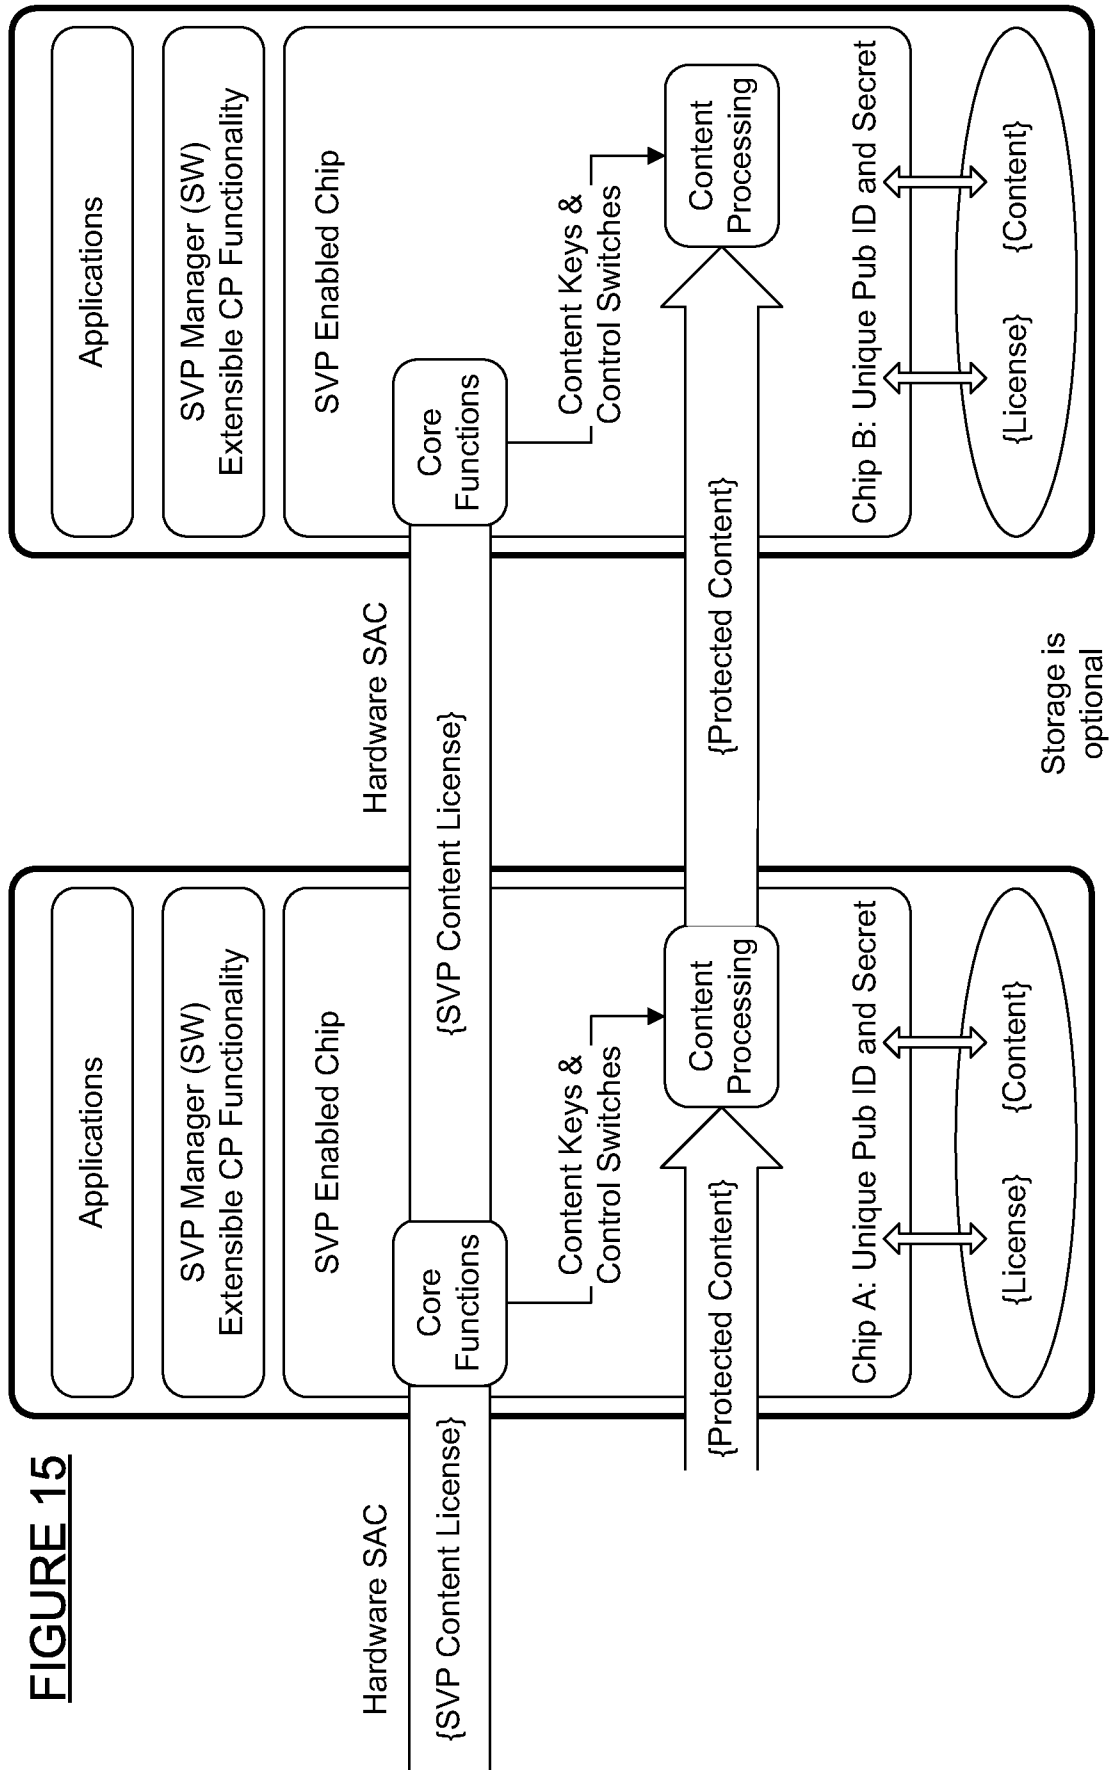 FIGURE 15
Hardware SAC
{SVP Content License}
{Protected Content}
Applications
SVP Manager (SW)
Extensible CP Functionality
SVP Enabled Chip
Core
Functions
Content Keys &
Control Switches
Content
Processing
Chip A: Unique Pub ID and Secret
{License}
{Content}
Hardware SAC
{SVP Content License}
{Protected Content}
Storage is
optional
Applications
SVP Manager (SW)
Extensible CP Functionality
SVP Enabled Chip
Core
Functions
Content Keys &
Control Switches
Content
Processing
Chip B: Unique Pub ID and Secret
{License}
{Content}